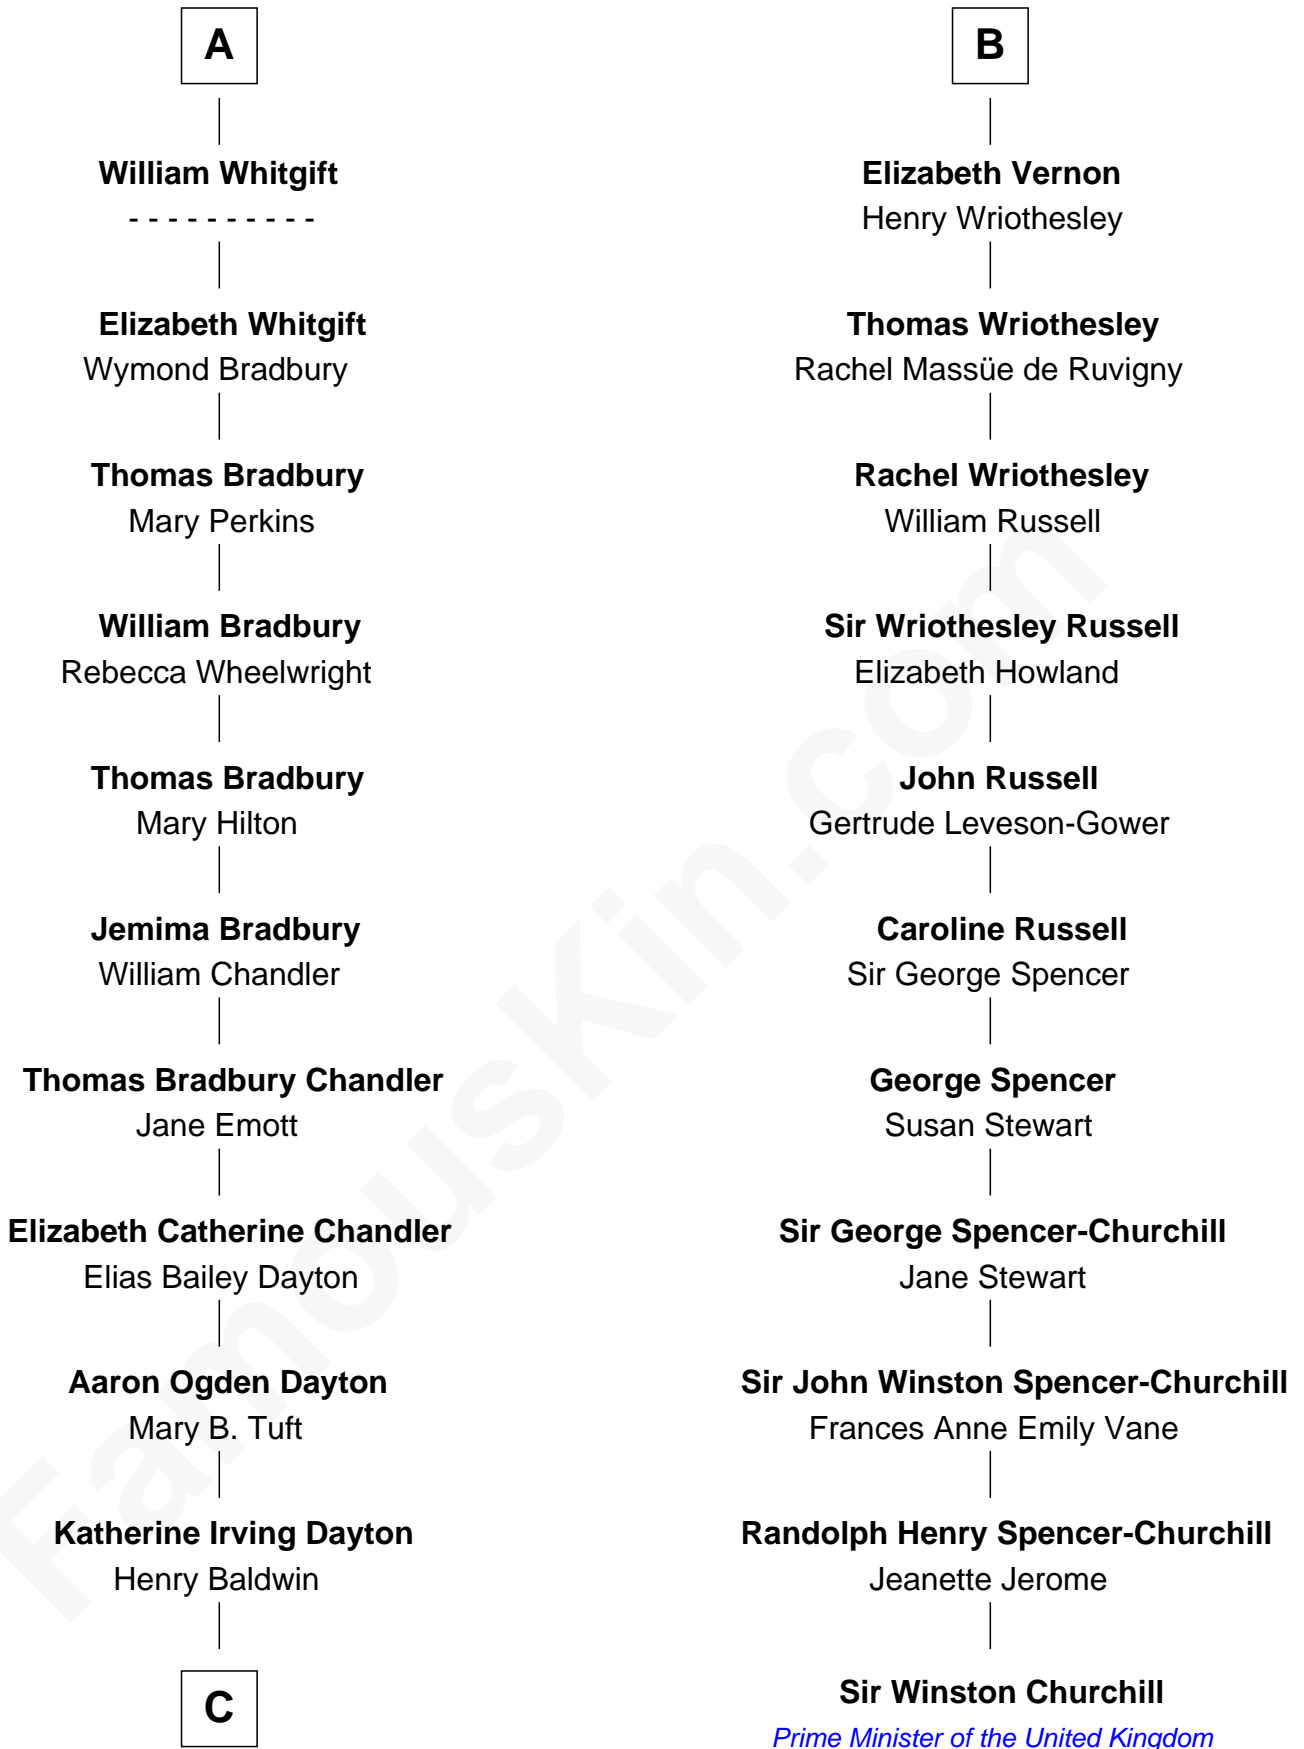 A
William Whitgift
- - - - - - - - - -
Elizabeth Whitgift
Wymond Bradbury
Thomas Bradbury
Mary Perkins
William Bradbury
Rebecca Wheelwright
Thomas Bradbury
Mary Hilton
Jemima Bradbury
William Chandler
Thomas Bradbury Chandler
Jane Emott
Elizabeth Catherine Chandler
Elias Bailey Dayton
Aaron Ogden Dayton
Mary B. Tuft
Katherine Irving Dayton
Henry Baldwin
C
B
Elizabeth Vernon
Henry Wriothesley
Thomas Wriothesley
Rachel Massüe de Ruvigny
Rachel Wriothesley
William Russell
Sir Wriothesley Russell
Elizabeth Howland
John Russell
Gertrude Leveson-Gower
Caroline Russell
Sir George Spencer
George Spencer
Susan Stewart
Sir George Spencer-Churchill
Jane Stewart
Sir John Winston Spencer-Churchill
Frances Anne Emily Vane
Randolph Henry Spencer-Churchill
Jeanette Jerome
Sir Winston Churchill
Prime Minister of the United Kingdom
FamousKin.com